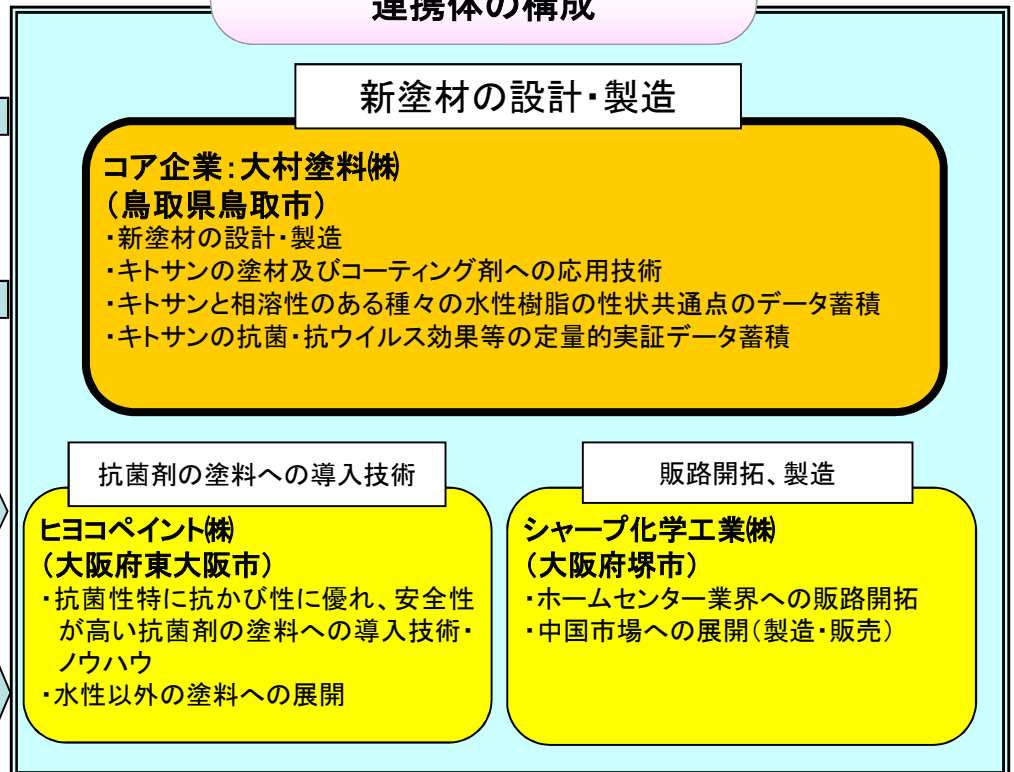 連携体の構成
新塗材の設計・製造
コア企業：大村塗料㈱
（鳥取県鳥取市）
・新塗材の設計・製造
・キトサンの塗材及びコーティング剤への応用技術
・キトサンと相溶性のある種々の水性樹脂の性状共通点のデータ蓄積
・キトサンの抗菌・抗ウイルス効果等の定量的実証データ蓄積
抗菌剤の塗料への導入技術
ヒヨコペイント㈱
（大阪府東大阪市）
・抗菌性特に抗かび性に優れ、安全性
が高い抗菌剤の塗料への導入技術・
ノウハウ
・水性以外の塗料への展開
販路開拓、製造
シャープ化学工業㈱
（大阪府堺市）
・ホームセンター業界への販路開拓
・中国市場への展開（製造・販売）